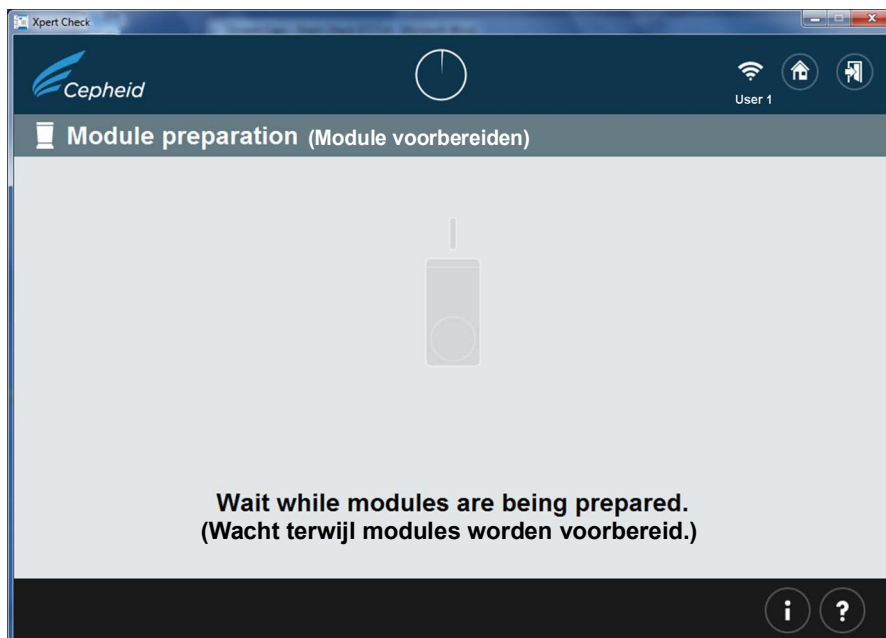 Xpert Check
Cepheid
User 1
Module preparation (Module voorbereiden)
Wait while modules are being prepared.
(Wacht terwijl modules worden voorbereid.)
i ?